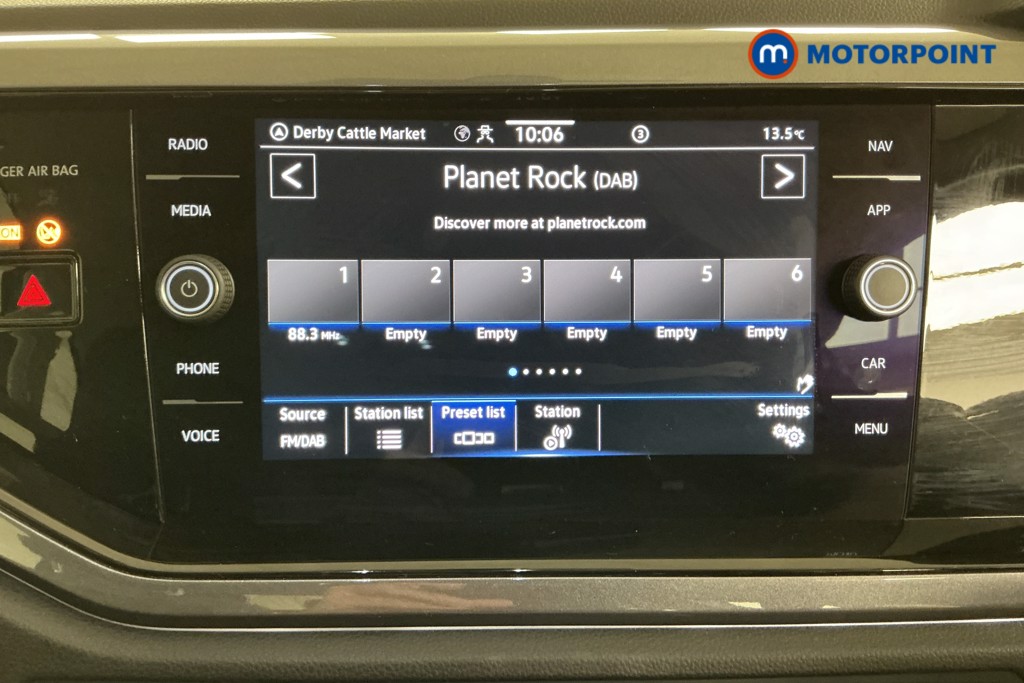 m MOTORPOINT
Derby Cattle Market 10:06 3 13.5°C
Planet Rock (DAB)
Discover more at planetrock.com
1 2 3 4 5 6
88.3 MHz Empty Empty Empty Empty Empty
Source Station list Preset list Station Settings
FM/DAB
RADIO
MEDIA
PHONE
VOICE
NAV
APP
CAR
MENU
GER AIR BAG
ON